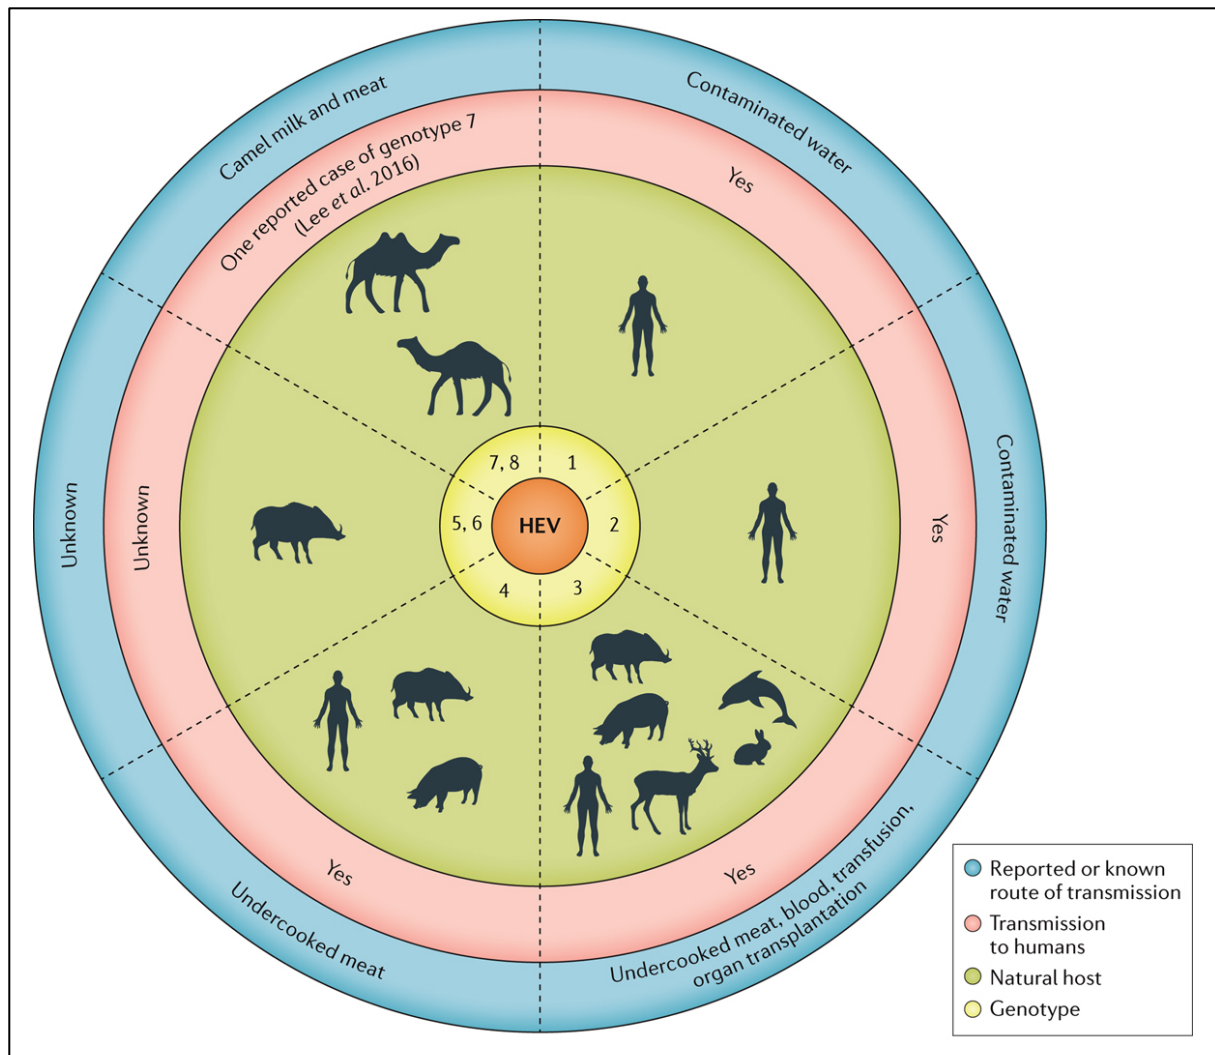 Camel milk and meat
Contaminated water
One reported case of genotype 7
(Lee et al. 2016)
Yes
Contaminated water
Yes
Unknown
Unknown
7, 8
1
5, 6
HEV
2
4
3
Yes
Undercooked meat
Yes
Undercooked meat, blood, transfusion,
organ transplantation
Reported or known
route of transmission
Transmission
to humans
Natural host
Genotype